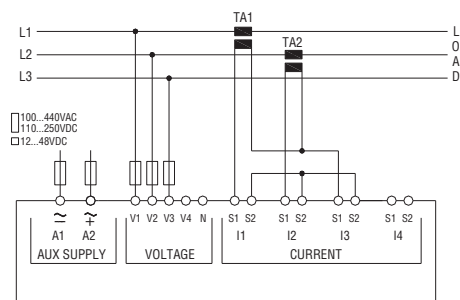 TA1
L1 L
TA2
L2 O
A
L3 D
100...440VAC
110...250VDC
12...48VDC
V1 V2 V3 V4 N S1 S2 S1 S2 S1 S2 S1 S2
A1 A2 I1 I2 I3 I4
AUX SUPPLY VOLTAGE CURRENT